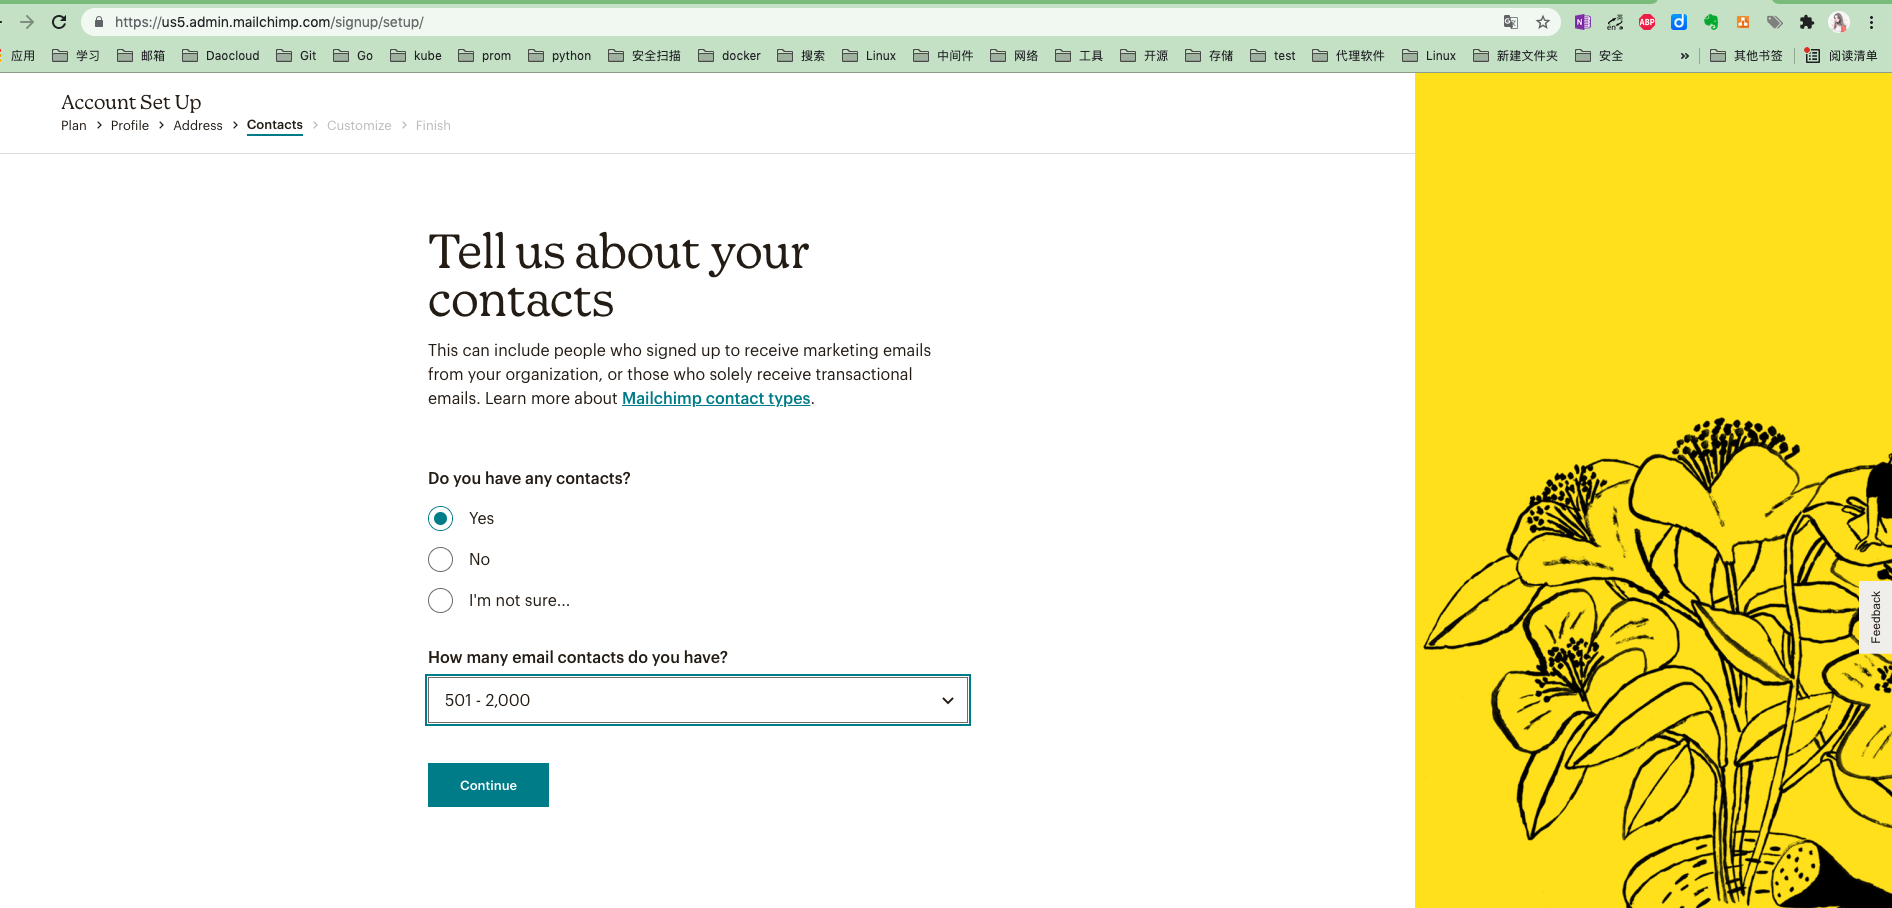 https://us5.admin.mailchimp.com/signup/setup/
应用 学习 邮箱 Daocloud Git Go kube prom python 安全扫描 docker 搜索 Linux 中间件 网络 工具 开源 存储 test 代理软件 Linux 新建文件夹 安全 » 其他书签 阅读清单
Account Set Up
Plan > Profile > Address > Contacts > Customize > Finish
Tell us about your
contacts
This can include people who signed up to receive marketing emails
from your organization, or those who solely receive transactional
emails. Learn more about Mailchimp contact types.
Do you have any contacts?
Yes
No
I'm not sure...
How many email contacts do you have?
501 - 2,000
Continue
Feedback